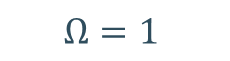 Ω = 1